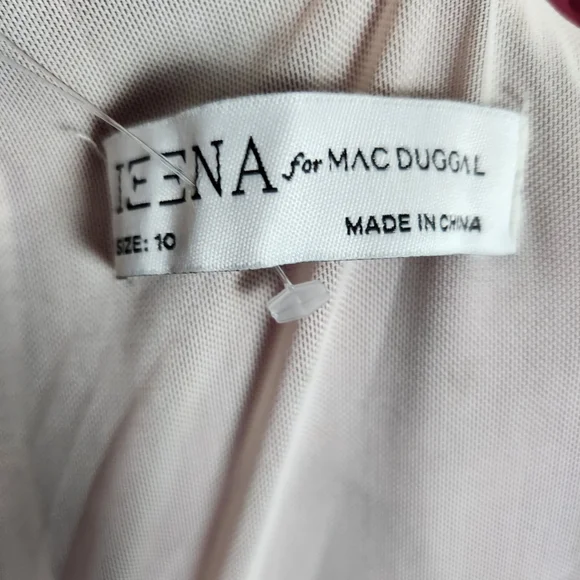 IEENA for MAC DUGGAL
SIZE: 10
MADE IN CHINA